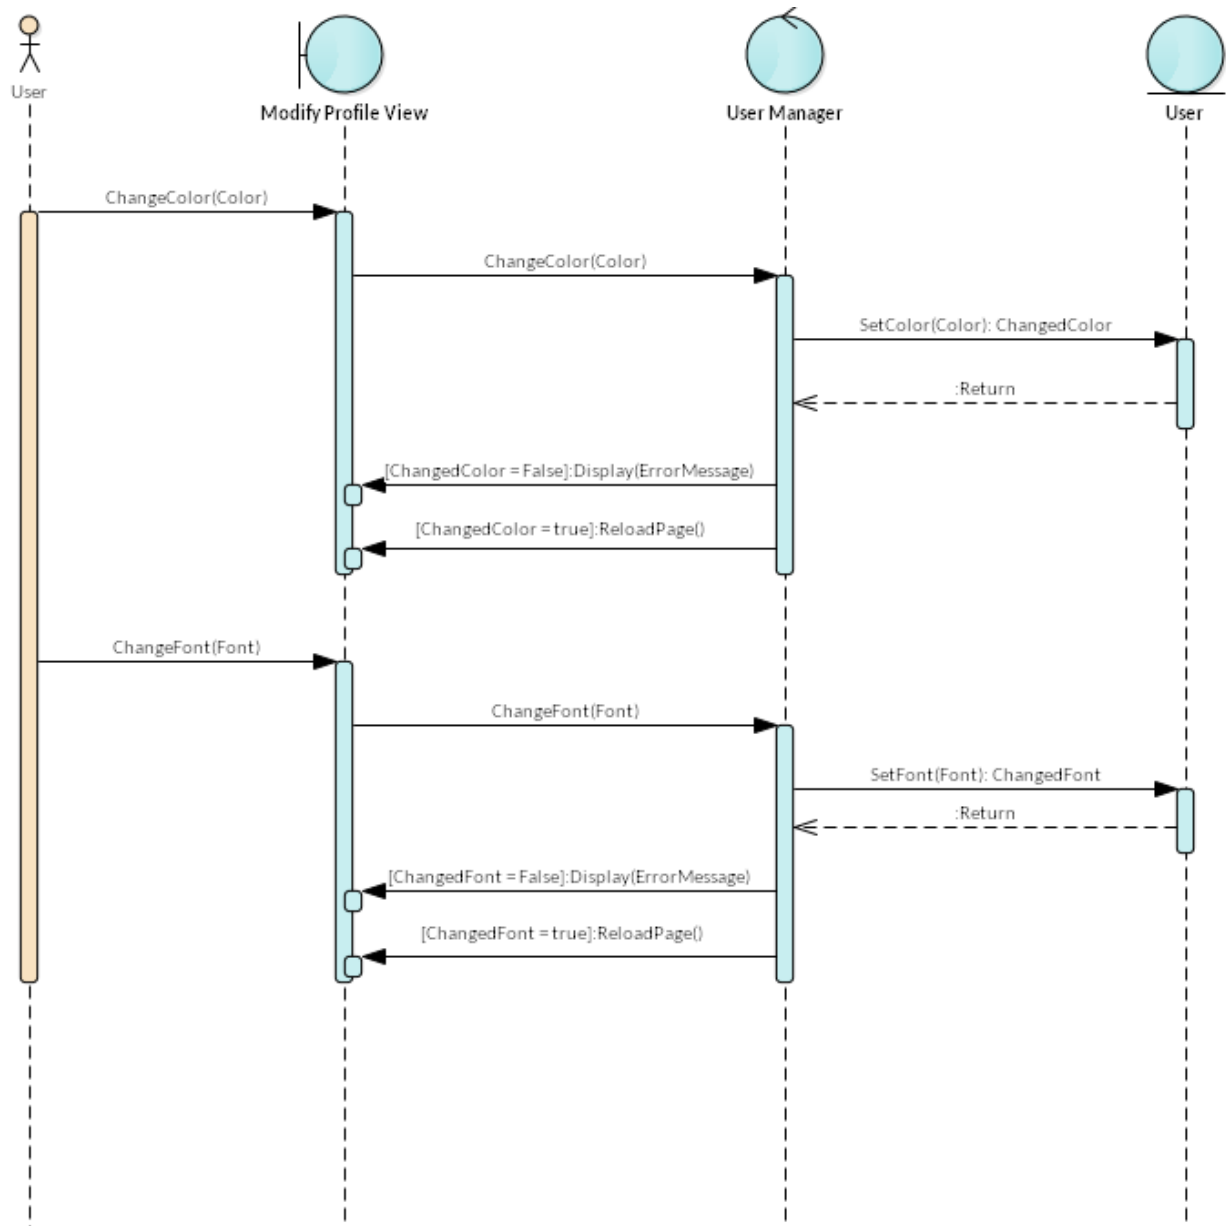 User
Modify Profile View
User Manager
User
ChangeColor(Color)
ChangeColor(Color)
SetColor(Color): ChangedColor
:Return
[ChangedColor = False]:Display(ErrorMessage)
[ChangedColor = true]:ReloadPage()
ChangeFont(Font)
ChangeFont(Font)
SetFont(Font): ChangedFont
:Return
[ChangedFont = False]:Display(ErrorMessage)
[ChangedFont = true]:ReloadPage()